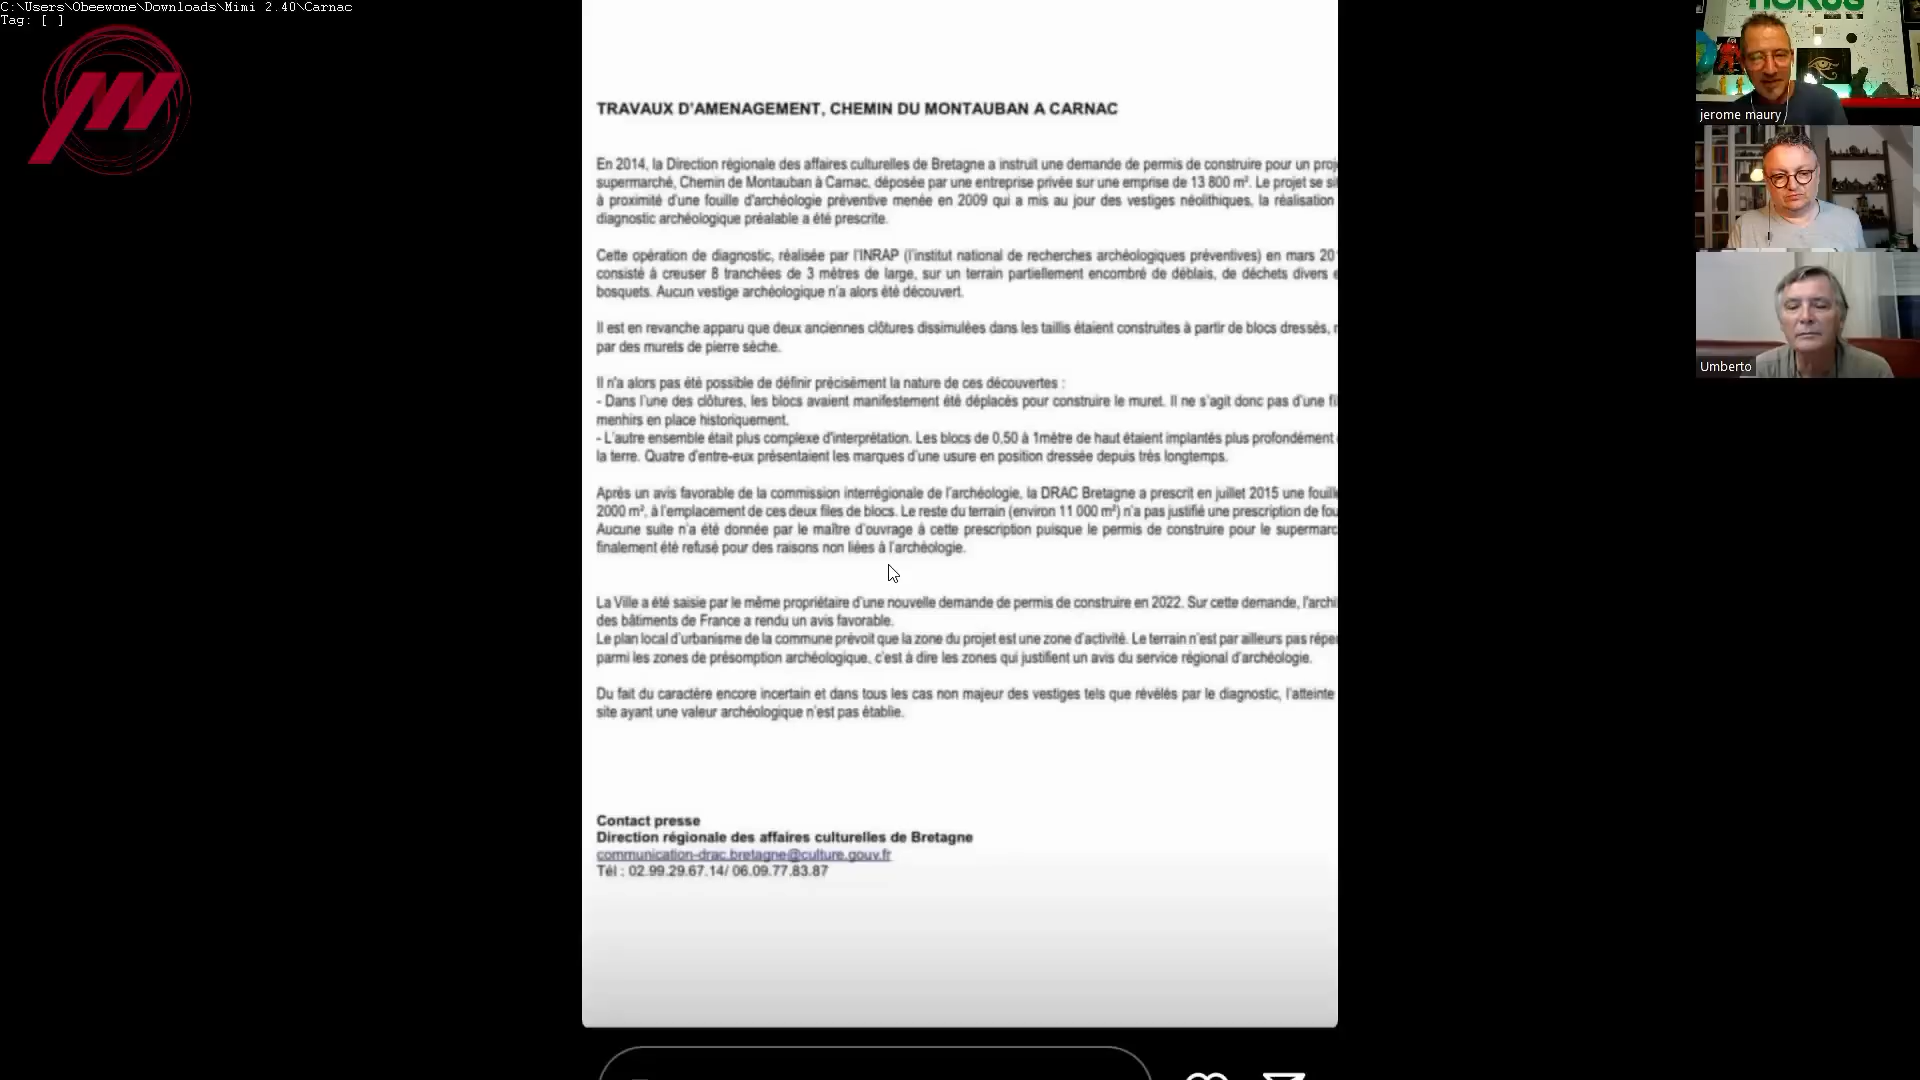 C:\Users\Obeewone\Downloads\Mimi 2.40\Carnac
Tag: [ ]
TRAVAUX D'AMENAGEMENT, CHEMIN DU MONTAUBAN A CARNAC
En 2014, la Direction régionale des affaires culturelles de Bretagne a instruit une demande de permis de construire pour un
supermarché, Chemin de Montauban à Carnac, déposée par une entreprise privée sur une emprise de 13 800 m². Le projet se
à proximité d'une fouille d'archéologie préventive menée en 2009 qui a mis au jour des vestiges néolithiques, la réalisation
diagnostic archéologique préalable a été prescrite.
Cette opération de diagnostic, réalisée par l'INRAP (l'institut national de recherches archéologiques préventives) en mars
consisté à creuser 8 tranchées de 3 mètres de large, sur un terrain partiellement encombré de déblais, de déchets divers
bosquets. Aucun vestige archéologique n'a alors été découvert.
Il est en revanche apparu que deux anciennes clôtures dissimulées dans les taillis étaient construites à partir de blocs dressés,
par des murets de pierre sèche.
Il n'a alors pas été possible de définir précisément la nature de ces découvertes :
- Dans l'une des clôtures, les blocs avaient manifestement été déplacés pour construire le muret. Il ne s'agit donc pas d'une
menhirs en place historiquement.
- L'autre ensemble était plus complexe d'interprétation. Les blocs de 0,50 à 1mètre de haut étaient implantés plus profondément
la terre. Quatre d'entre-eux présentaient les marques d'une usure en position dressée depuis très longtemps.
Après un avis favorable de la commission interrégionale de l'archéologie, la DRAC Bretagne a prescrit en juillet 2015 une
2000 m², à l'emplacement de ces deux files de blocs. Le reste du terrain (environ 11 000 m²) n'a pas justifié une prescription de
Aucune suite n'a été donnée par le maître d'ouvrage à cette prescription puisque le permis de construire pour le
finalement été refusé pour des raisons non liées à l'archéologie.
La Ville a été saisie par le même propriétaire d'une nouvelle demande de permis de construire en 2022. Sur cette demande,
des bâtiments de France a rendu un avis favorable.
Le plan local d'urbanisme de la commune prévoit que la zone du projet est une zone d'activité. Le terrain n'est par ailleurs pas
parmi les zones de présomption archéologique, c'est à dire les zones qui justifient un avis du service régional d'archéologie.
Du fait du caractère encore incertain et dans tous les cas non majeur des vestiges tels que révélés par le diagnostic, l'atteinte
site ayant une valeur archéologique n'est pas établie.
Contact presse
Direction régionale des affaires culturelles de Bretagne
communication-drac.bretagne@culture.gouv.fr
Tél : 02.99.29.67.14/ 06.09.77.83.87
jerome maury
Umberto